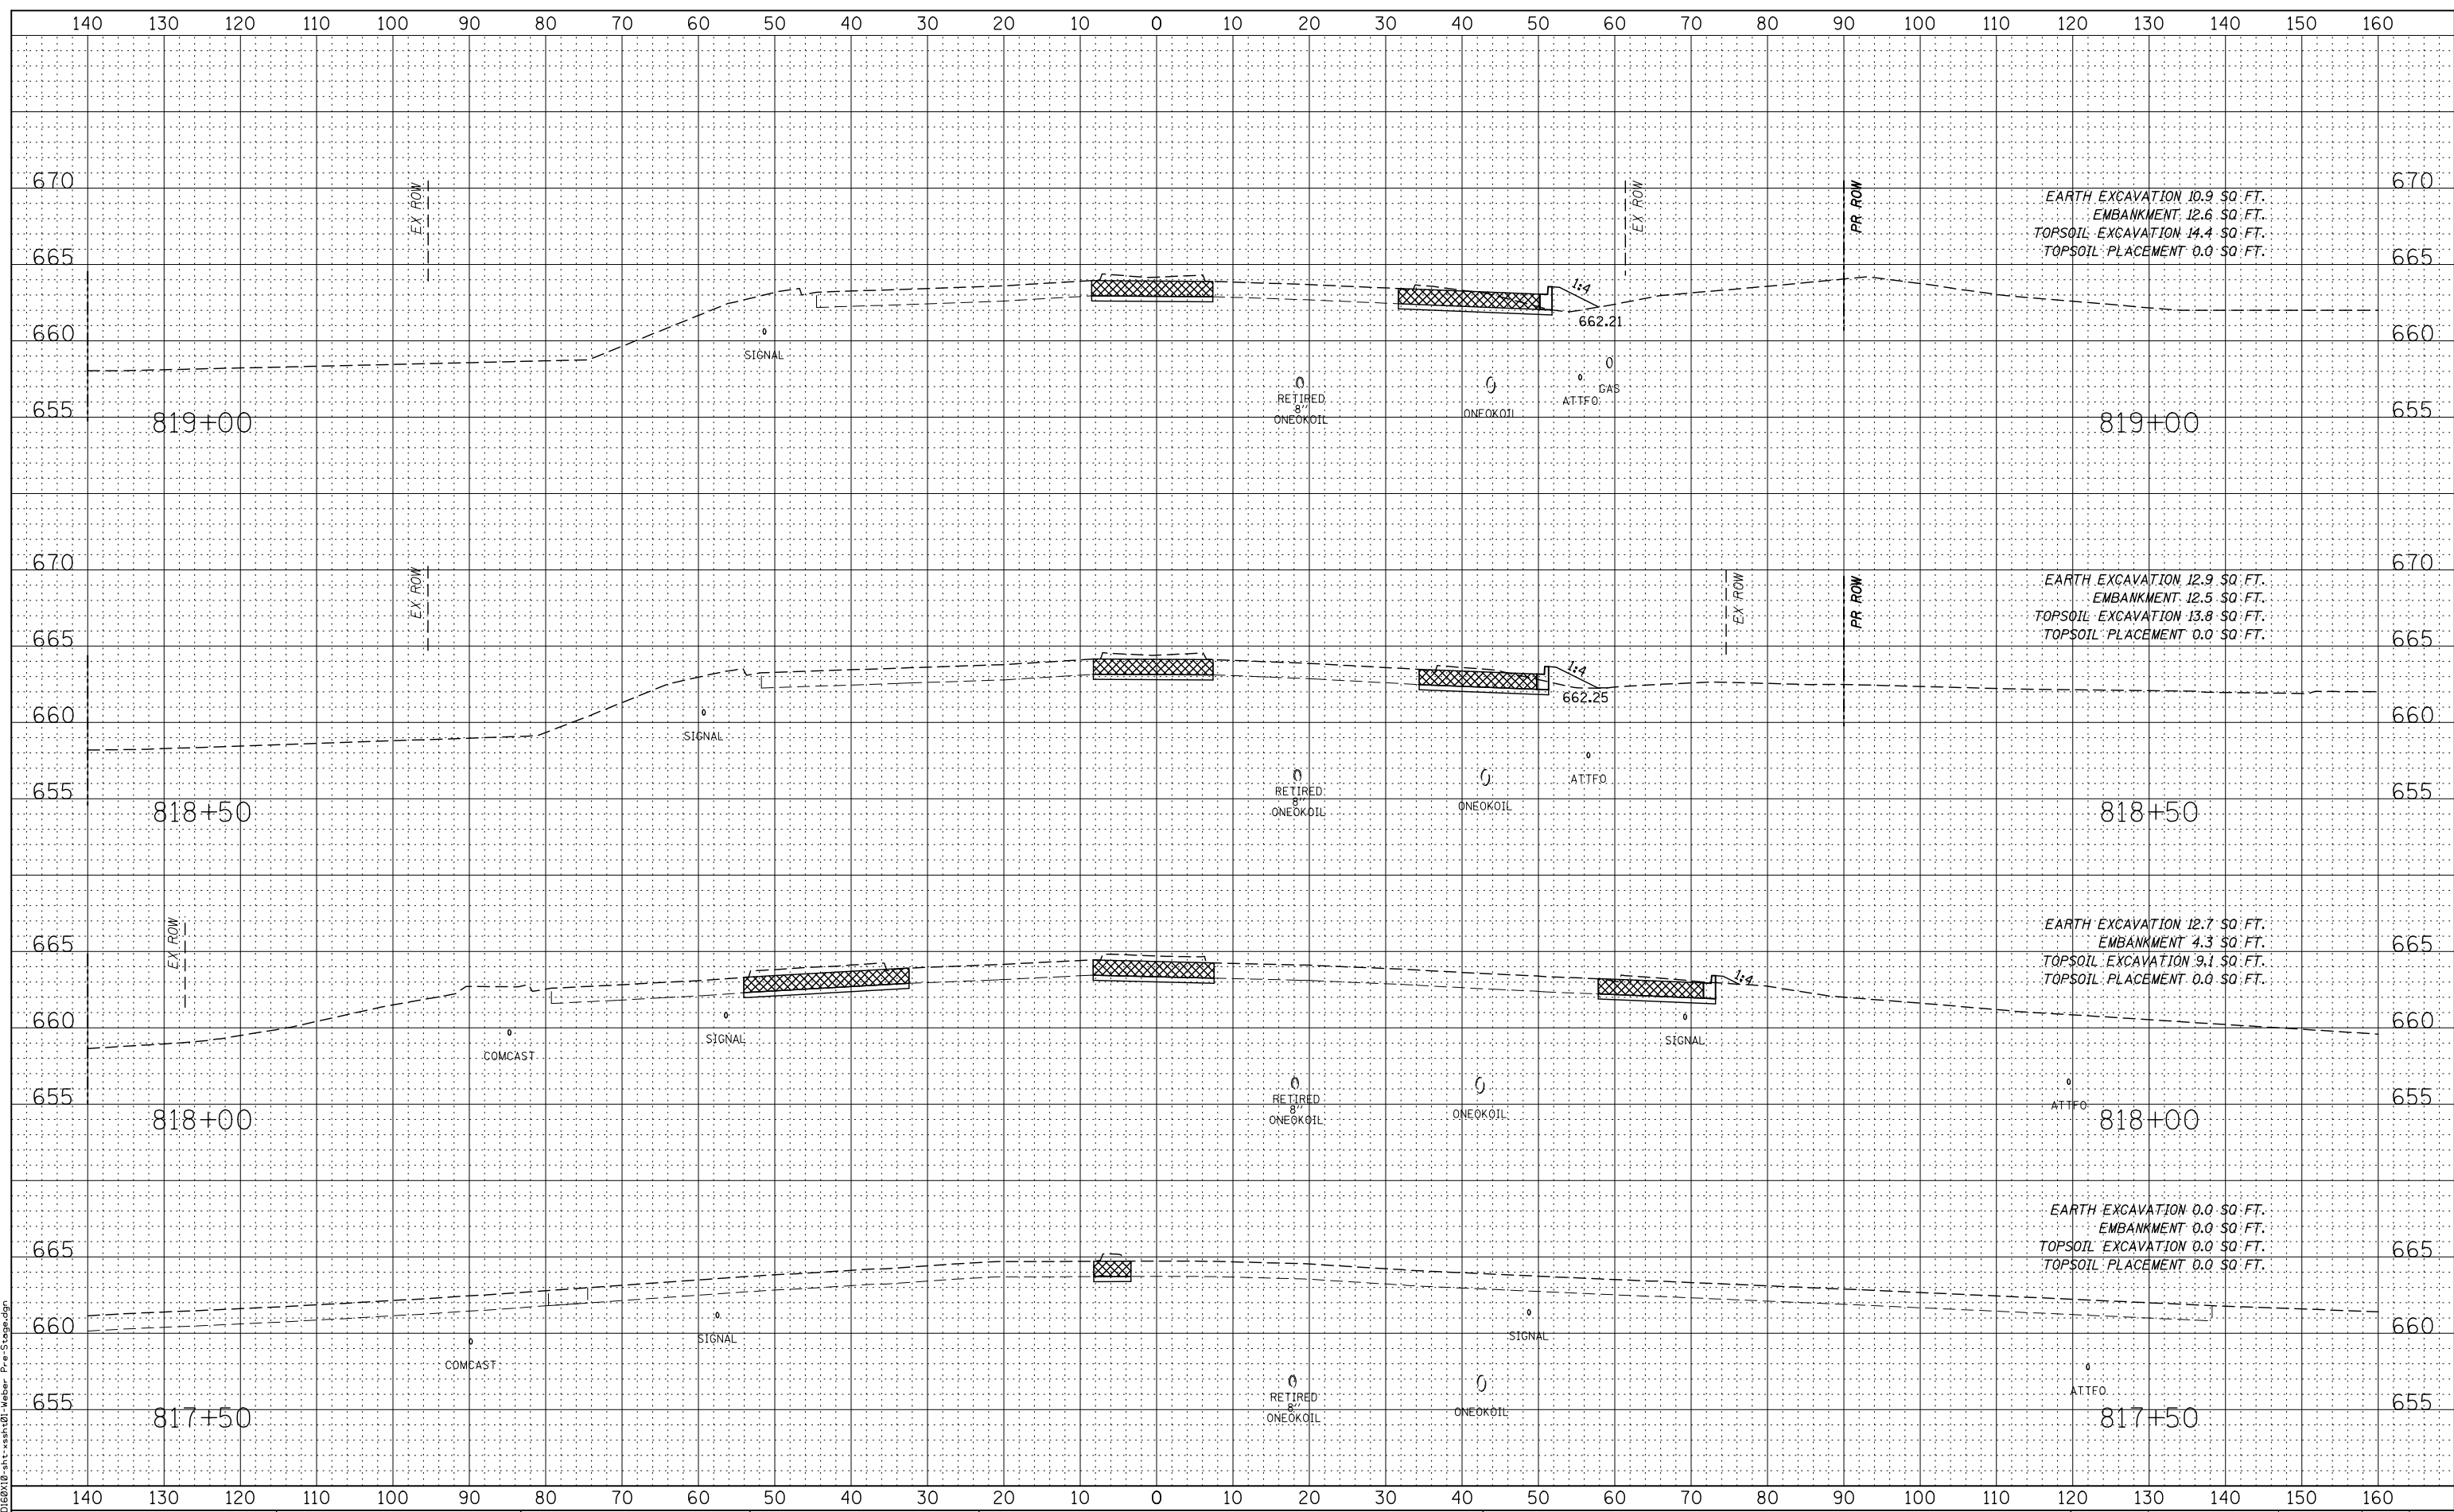 140 130 120 110 100 90 80 70 60 50 40 30 20 10 0 10 20 30 40 50 60 70 80 90 100 110 120 130 140 150 160
670 EX ROW EX ROW PR ROW 670
EARTH EXCAVATION 10.9 SQ FT.
EMBANKMENT 12.6 SQ FT.
TOPSOIL EXCAVATION 14.4 SQ FT.
TOPSOIL PLACEMENT 0.0 SQ FT.
665 665
1:4
662.21
660 660
SIGNAL
GAS
ATTFO
RETIRED
8''
ONEOKOIL
ONEOKOIL
655 655
819+00 819+00
670 EX ROW EX ROW PR ROW 670
EARTH EXCAVATION 12.9 SQ FT.
EMBANKMENT 12.5 SQ FT.
TOPSOIL EXCAVATION 13.8 SQ FT.
TOPSOIL PLACEMENT 0.0 SQ FT.
665 665
1:4
662.25
660 660
SIGNAL
ATTFO
RETIRED
8''
ONEOKOIL
ONEOKOIL
655 655
818+50 818+50
EX ROW
EARTH EXCAVATION 12.7 SQ FT.
665 665
EMBANKMENT 4.3 SQ FT.
TOPSOIL EXCAVATION 9.1 SQ FT.
TOPSOIL PLACEMENT 0.0 SQ FT.
1:4
660 660
SIGNAL SIGNAL
COMCAST
RETIRED
8''
ONEOKOIL
ONEOKOIL
ATTFO
655 655
818+00 818+00
EARTH EXCAVATION 0.0 SQ FT.
EMBANKMENT 0.0 SQ FT.
TOPSOIL EXCAVATION 0.0 SQ FT.
TOPSOIL PLACEMENT 0.0 SQ FT.
665 665
660 660
SIGNAL SIGNAL
COMCAST
ATTFO
RETIRED
8''
ONEOKOIL
ONEOKOIL
655 655
817+50 817+50
140 130 120 110 100 90 80 70 60 50 40 30 20 10 0 10 20 30 40 50 60 70 80 90 100 110 120 130 140 150 160
D160X10-sht-xssht01-Weber Pre-Stage.dgn